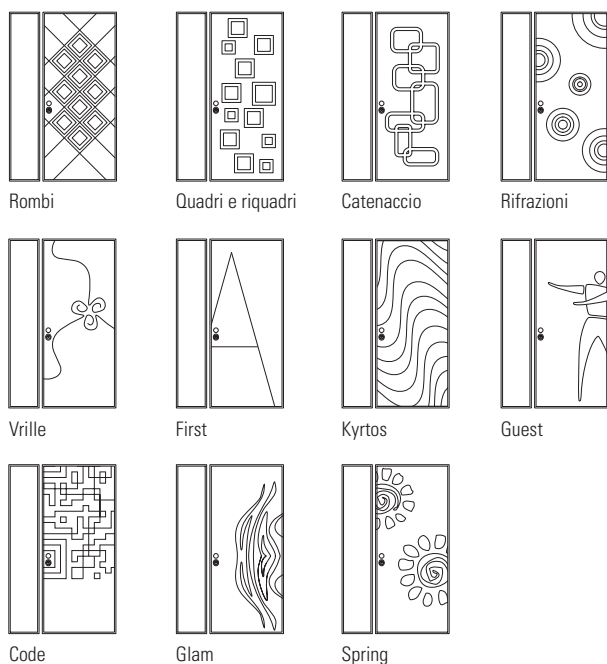 Rombi
Quadri e riquadri
Catenaccio
Rifrazioni
Vrille
First
Kyrtos
Guest
Code
Glam
Spring